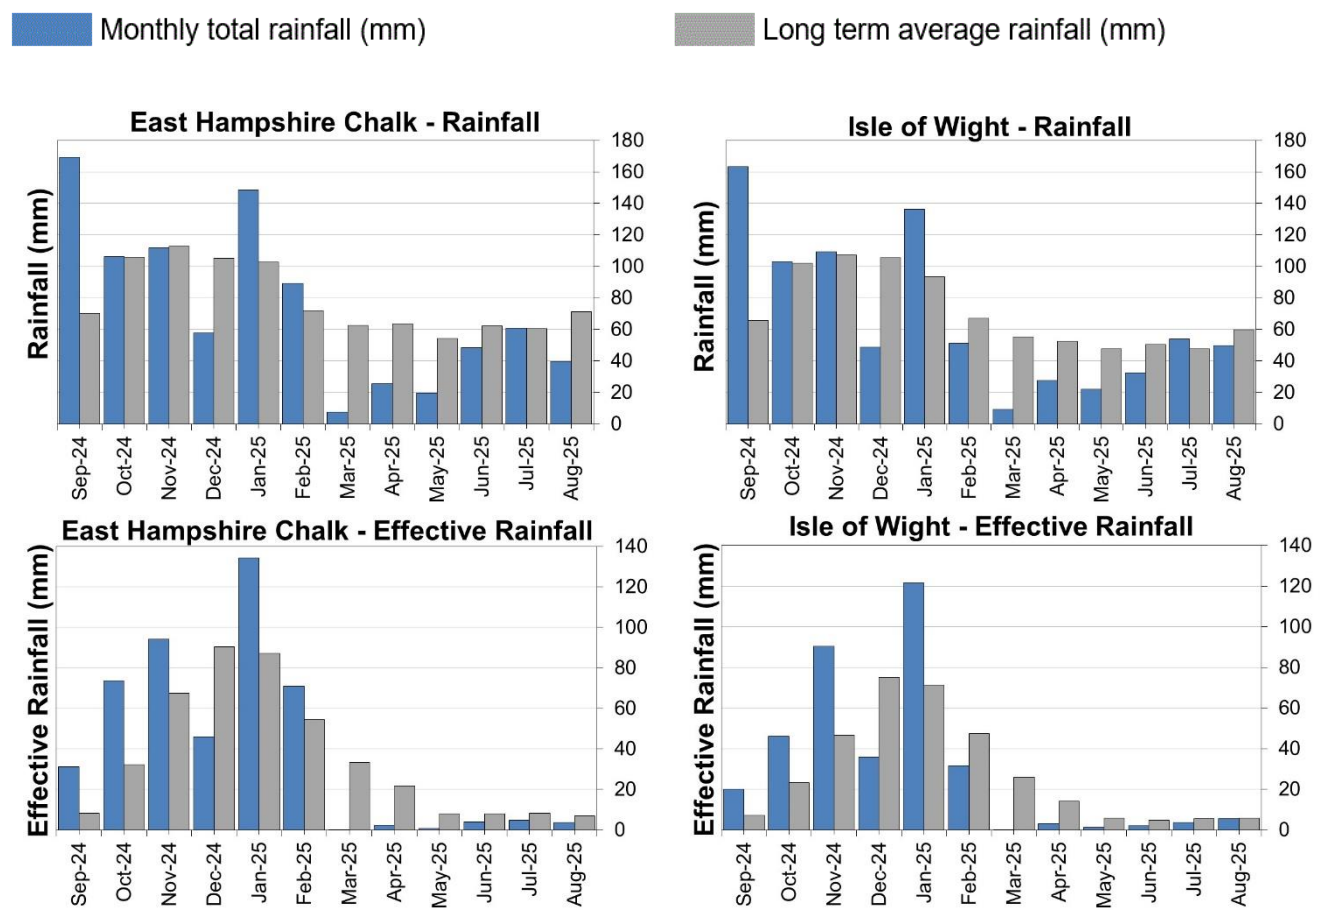 Monthly total rainfall (mm)
Long term average rainfall (mm)
East Hampshire Chalk - Rainfall
Rainfall (mm)
180
160
140
120
100
80
60
40
20
0
Sep-24
Oct-24
Nov-24
Dec-24
Jan-25
Feb-25
Mar-25
Apr-25
May-25
Jun-25
Jul-25
Aug-25
Isle of Wight - Rainfall
Rainfall (mm)
180
160
140
120
100
80
60
40
20
0
Sep-24
Oct-24
Nov-24
Dec-24
Jan-25
Feb-25
Mar-25
Apr-25
May-25
Jun-25
Jul-25
Aug-25
East Hampshire Chalk - Effective Rainfall
Effective Rainfall (mm)
140
120
100
80
60
40
20
0
Sep-24
Oct-24
Nov-24
Dec-24
Jan-25
Feb-25
Mar-25
Apr-25
May-25
Jun-25
Jul-25
Aug-25
Isle of Wight - Effective Rainfall
Effective Rainfall (mm)
140
120
100
80
60
40
20
0
Sep-24
Oct-24
Nov-24
Dec-24
Jan-25
Feb-25
Mar-25
Apr-25
May-25
Jun-25
Jul-25
Aug-25